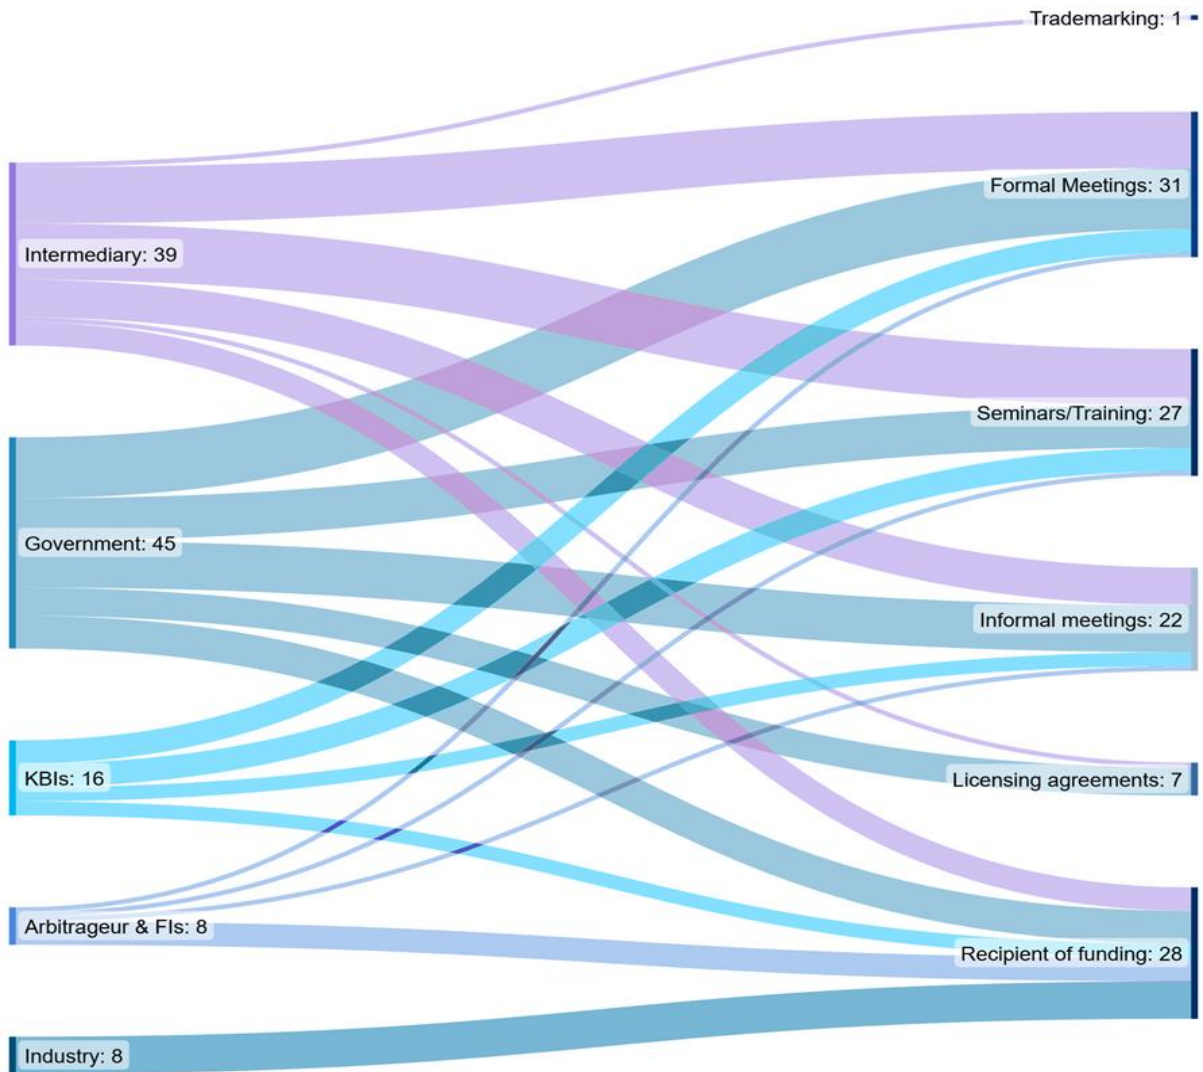 Trademarking: 1
Formal Meetings: 31
Intermediary: 39
Seminars/Training: 27
Government: 45
Informal meetings: 22
KBIs: 16
Licensing agreements: 7
Arbitrageur & FIs: 8
Recipient of funding: 28
Industry: 8